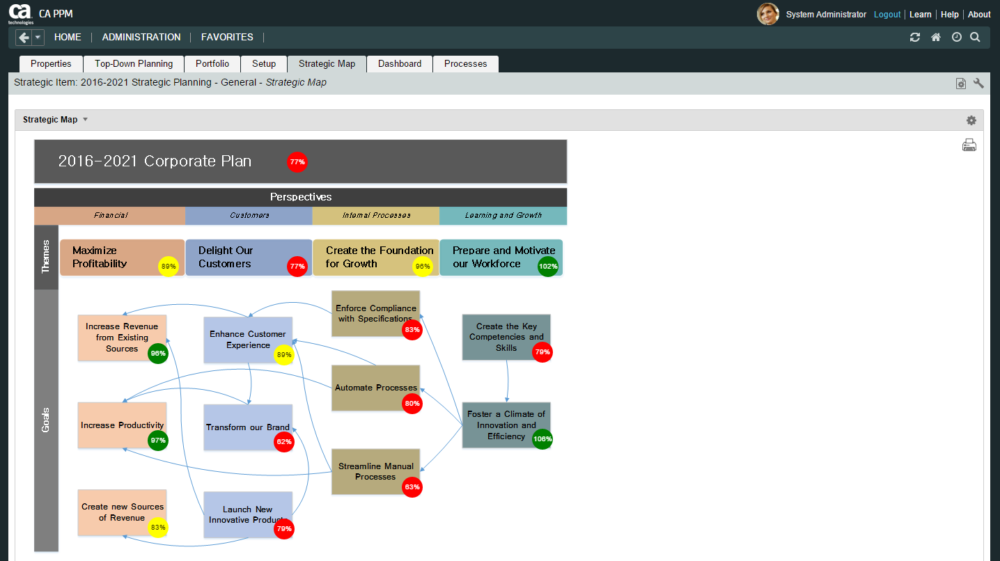 ca
technologies
CA PPM
System Administrator
Logout
Learn
Help
About
HOME
ADMINISTRATION
FAVORITES
Properties
Top-Down Planning
Portfolio
Setup
Strategic Map
Dashboard
Processes
Strategic Item: 2016-2021 Strategic Planning - General - Strategic Map
Strategic Map
2016-2021 Corporate Plan
77%
Perspectives
Financial
Customers
Internal Processes
Learning and Growth
Themes
Maximize
Profitability
89%
Delight Our
Customers
77%
Create the Foundation
for Growth
96%
Prepare and Motivate
our Workforce
102%
Goals
Increase Revenue
from Existing
Sources
96%
Enhance Customer
Experience
89%
Enforce Compliance
with Specifications
83%
Create the Key
Competencies and
Skills
79%
Increase Productivity
97%
Transform our Brand
62%
Automate Processes
80%
Foster a Climate of
Innovation and
Efficiency
106%
Streamline Manual
Processes
63%
Create new Sources
of Revenue
83%
Launch New
Innovative Products
79%